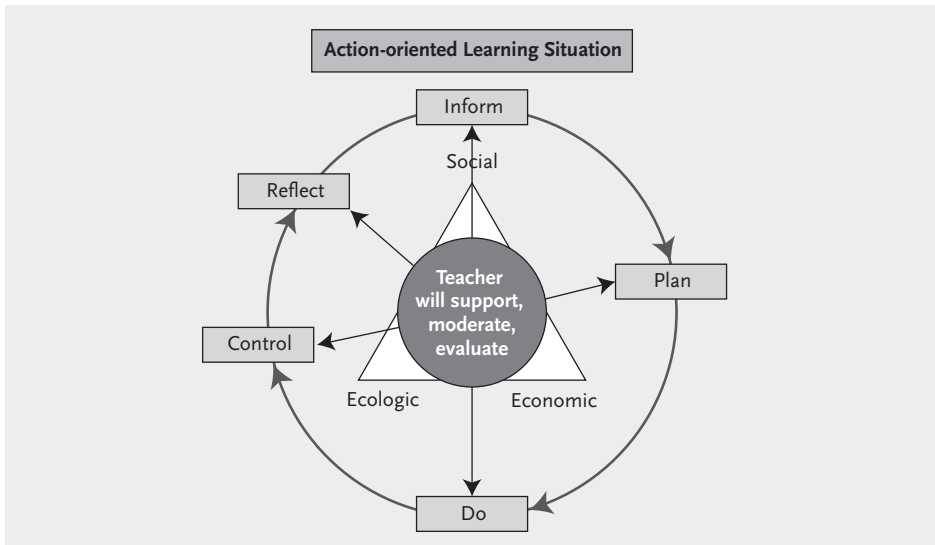 Action-oriented Learning Situation
Inform
Social
Reflect
Plan
Teacher
will support,
moderate,
evaluate
Control
Ecologic
Economic
Do